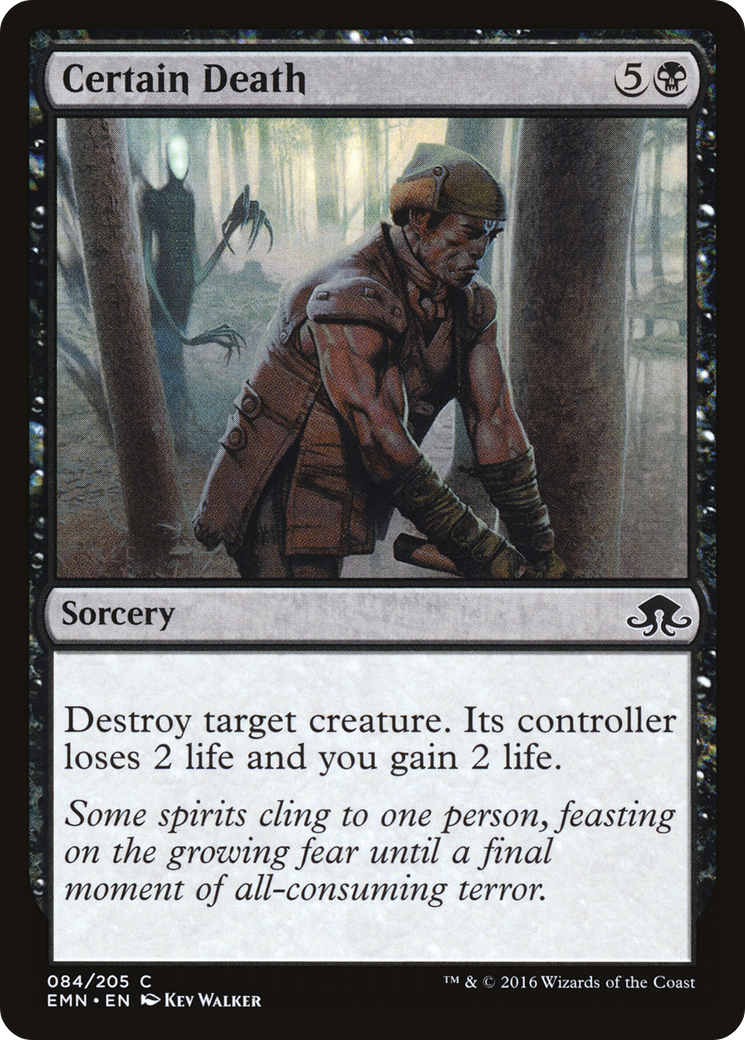 Certain Death 5
Sorcery
Destroy target creature. Its controller
loses 2 life and you gain 2 life.
Some spirits cling to one person, feasting
on the growing fear until a final
moment of all-consuming terror.
084/205 C
EMN • EN Kev Walker
™ & © 2016 Wizards of the Coast